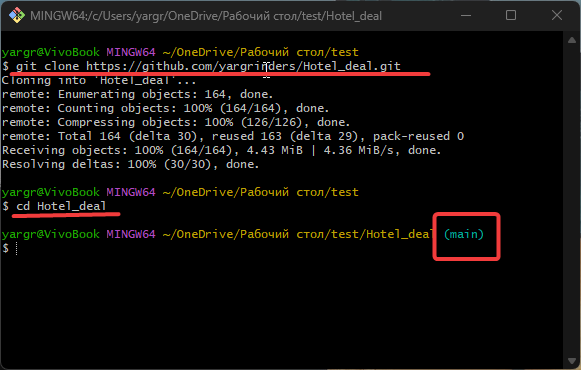 MINGW64:/c/Users/yargr/OneDrive/Рабочий стол/test/Hotel_deal
yargr@VivoBook MINGW64 ~/OneDrive/Рабочий стол/test
$ git clone https://github.com/yargrinders/Hotel_deal.git
Cloning into 'Hotel_deal'...
remote: Enumerating objects: 164, done.
remote: Counting objects: 100% (164/164), done.
remote: Compressing objects: 100% (126/126), done.
remote: Total 164 (delta 30), reused 163 (delta 29), pack-reused 0
Receiving objects: 100% (164/164), 4.43 MiB | 4.36 MiB/s, done.
Resolving deltas: 100% (30/30), done.
yargr@VivoBook MINGW64 ~/OneDrive/Рабочий стол/test
$ cd Hotel_deal
yargr@VivoBook MINGW64 ~/OneDrive/Рабочий стол/test/Hotel_deal (main)
$